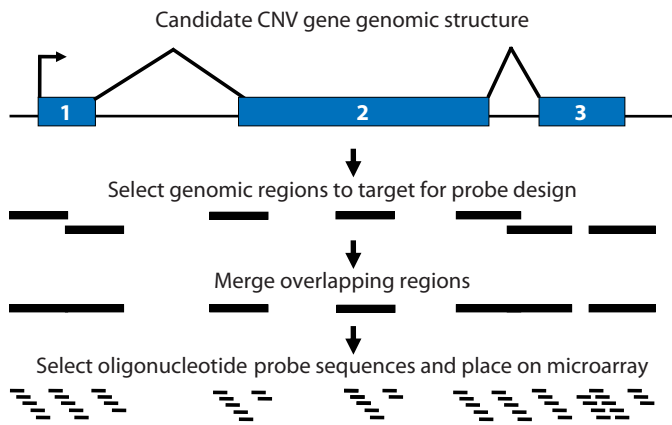 Candidate CNV gene genomic structure
1 2 3
Select genomic regions to target for probe design
Merge overlapping regions
Select oligonucleotide probe sequences and place on microarray